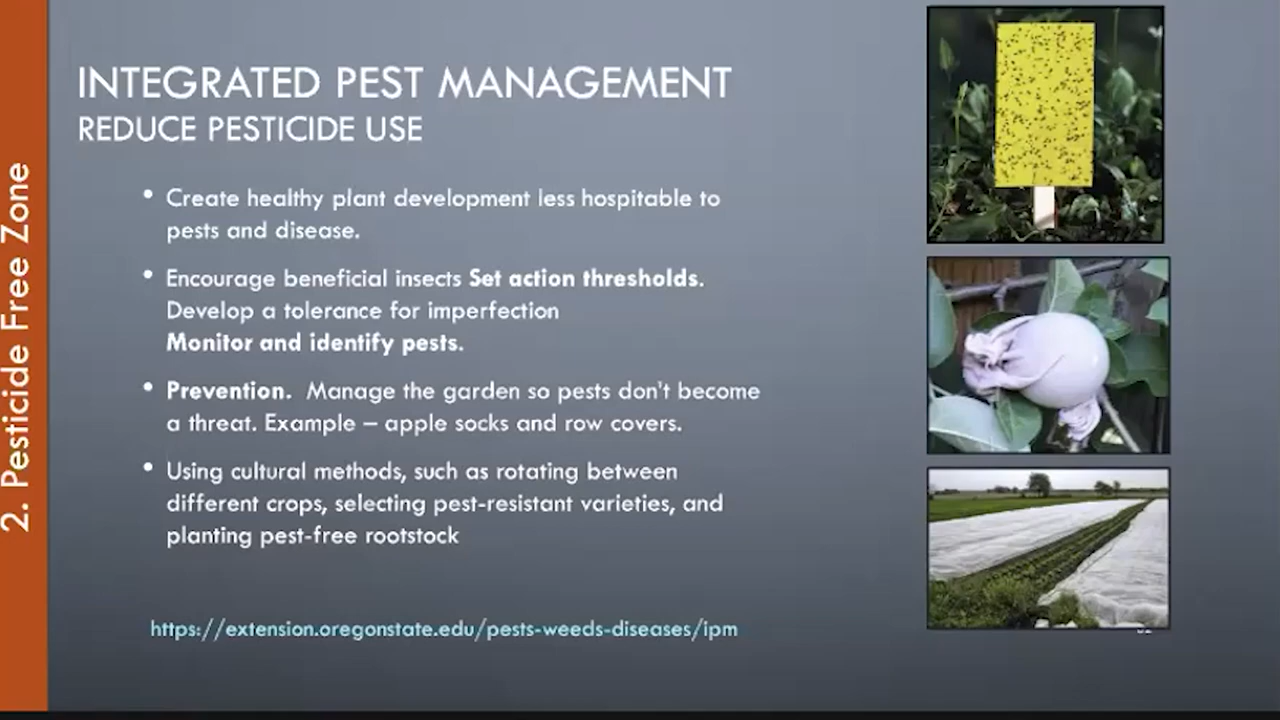 INTEGRATED PEST MANAGEMENT
REDUCE PESTICIDE USE
• Create healthy plant development less hospitable to
pests and disease.
• Encourage beneficial insects Set action thresholds.
Develop a tolerance for imperfection
Monitor and identify pests.
• Prevention. Manage the garden so pests don't become
a threat. Example – apple socks and row covers.
• Using cultural methods, such as rotating between
different crops, selecting pest-resistant varieties, and
planting pest-free rootstock
https://extension.oregonstate.edu/pests-weeds-diseases/ipm
2. Pesticide Free Zone